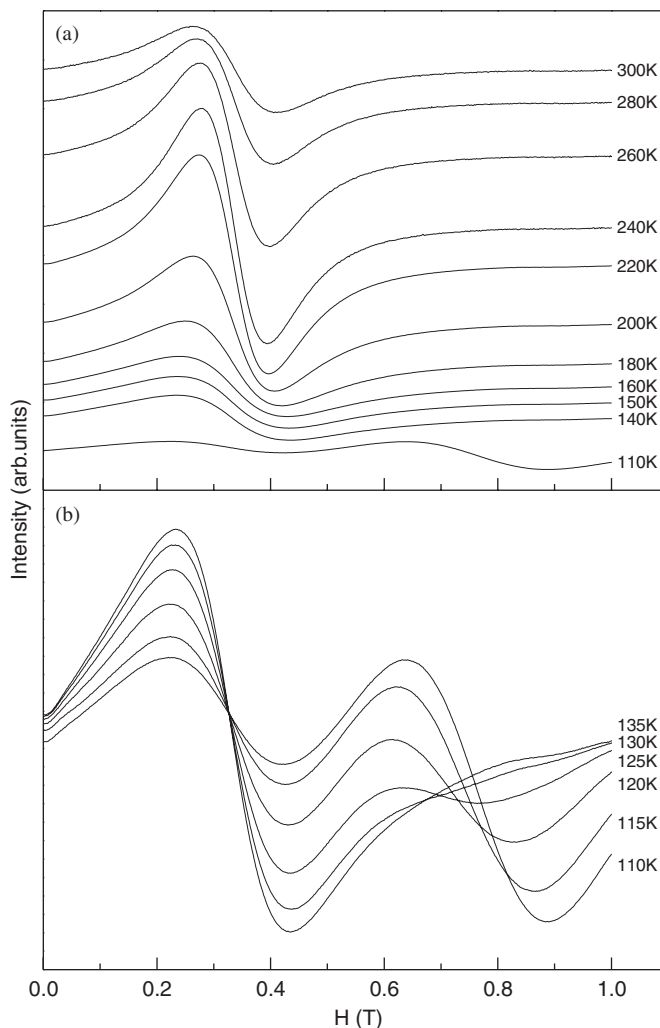 (a)
300K
280K
260K
240K
220K
200K
180K
160K
150K
140K
110K
Intensity (arb.units)
(b)
135K
130K
125K
120K
115K
110K
0.0 0.2 0.4 0.6 0.8 1.0
H (T)